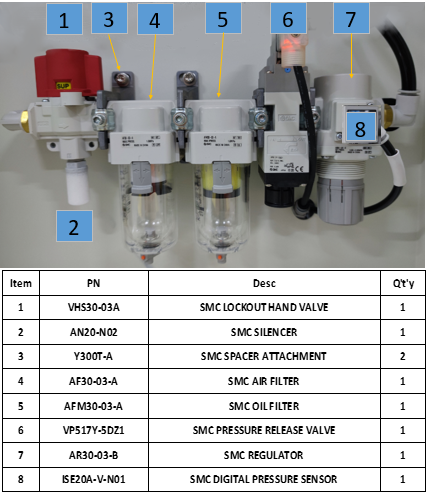 1 3 4 5 6 7
SUP
8
2
Item PN Desc Q't'y
1 VHS30-03A SMC LOCKOUT HAND VALVE 1
2 AN20-N02 SMC SILENCER 1
3 Y300T-A SMC SPACER ATTACHMENT 2
4 AF30-03-A SMC AIR FILTER 1
5 AFM30-03-A SMC OIL FILTER 1
6 VP517Y-5DZ1 SMC PRESSURE RELEASE VALVE 1
7 AR30-03-B SMC REGULATOR 1
8 ISE20A-V-N01 SMC DIGITAL PRESSURE SENSOR 1